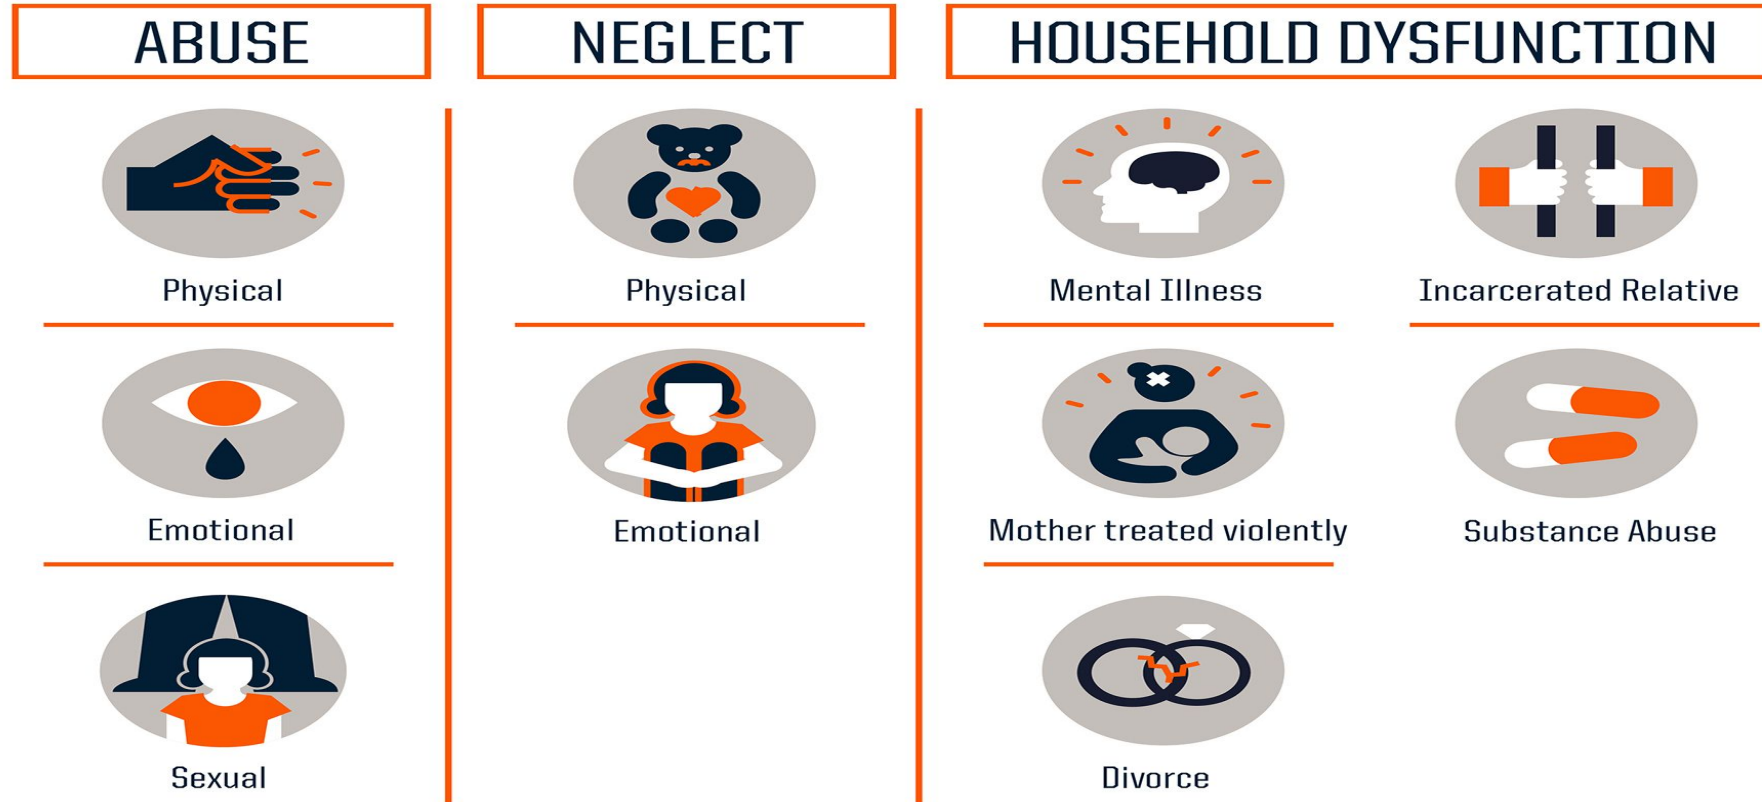 ABUSE
Physical
Emotional
Sexual
NEGLECT
Physical
Emotional
HOUSEHOLD DYSFUNCTION
Mental Illness
Incarcerated Relative
Mother treated violently
Substance Abuse
Divorce